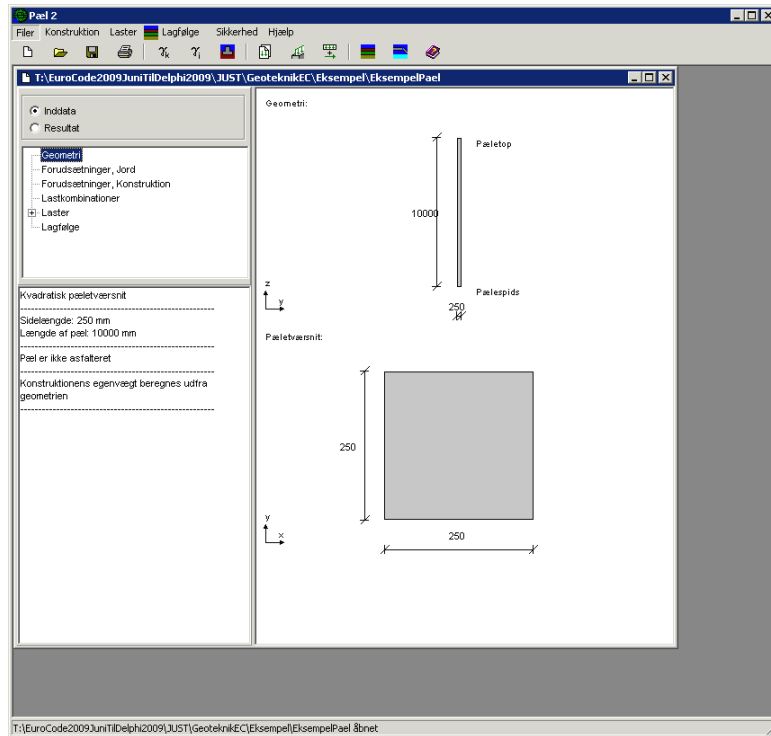 Pæl 2
Filer Konstruktion Laster Lagfølge Sikkerhed Hjælp
γk γi
T:\EuroCode2009JuniTilDelphi2009\JUST\GeoteknikEC\Eksempel\EksempelPael
Inddata
Resultat
Geometri
Forudsætninger, Jord
Forudsætninger, Konstruktion
Lastkombinationer
Laster
Lagfølge
Kvadratisk pæletværsnit
------------------------------------------------------
Sidelængde: 250 mm
Længde af pæl: 10000 mm
------------------------------------------------------
Pæl er ikke asfalteret
------------------------------------------------------
Konstruktionens egenvægt beregnes udfra
geometrien
------------------------------------------------------
Geometri:
Pæletop
10000
Pælespids
z
y
250
Pæletværsnit:
250
y
x
250
T:\EuroCode2009JuniTilDelphi2009\JUST\GeoteknikEC\Eksempel\EksempelPael åbnet